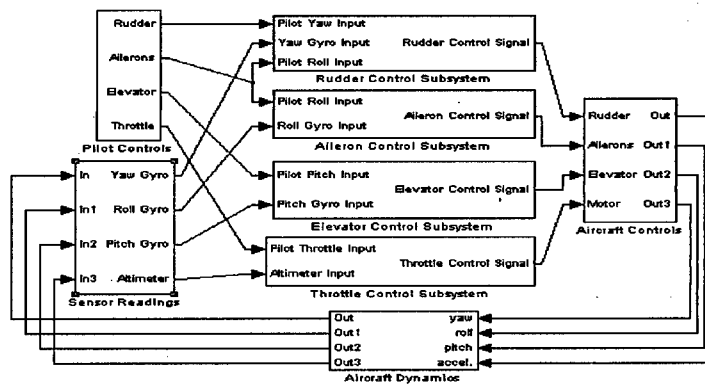 Rudder
Ailerons
Elevator
Throttle
Pilot Controls
Pilot Yaw Input
Yaw Gyro Input
Pilot Roll Input
Rudder Control Signal
Rudder Control Subsystem
Pilot Roll Input
Roll Gyro Input
Aileron Control Signal
Aileron Control Subsystem
Pilot Pitch Input
Pitch Gyro Input
Elevator Control Signal
Elevator Control Subsystem
Pilot Throttle Input
Altimeter Input
Throttle Control Signal
Throttle Control Subsystem
Rudder Out
Ailerons Out1
Elevator Out2
Motor Out3
Aircraft Controls
In Yaw Gyro
In1 Roll Gyro
In2 Pitch Gyro
In3 Altimeter
Sensor Readings
Out yaw
Out1 roll
Out2 pitch
Out3 accel.
Aircraft Dynamics